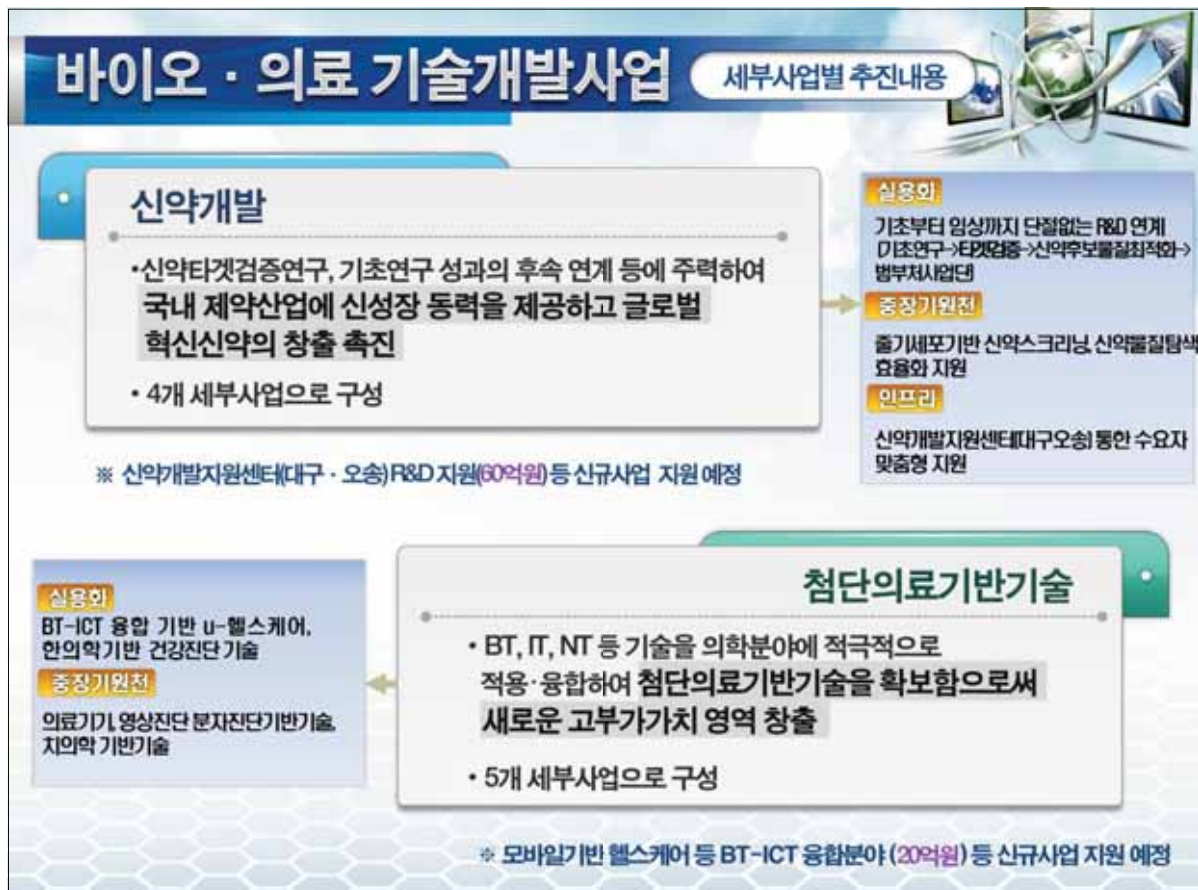 바이오 · 의료 기술개발사업
세부사업별 추진내용
신약개발
•신약타겟검증연구, 기초연구 성과의 후속 연계 등에 주력하여
국내 제약산업에 신성장 동력을 제공하고 글로벌
혁신신약의 창출 촉진
• 4개 세부사업으로 구성
※ 신약개발지원센터(대구 · 오송) R&D 지원(60억원) 등 신규사업 지원 예정
실용화
기초부터 임상까지 단절없는 R&D 연계
(기초연구->타겟검증->신약후보물질최적화->
범부처사업단)
중장기원천
줄기세포기반 신약스크리닝, 신약물질탐색
효율화 지원
인프라
신약개발지원센터(대구오송) 통한 수요자
맞춤형 지원
실용화
BT-ICT 융합 기반 u-헬스케어,
한의학기반 건강진단 기술
중장기원천
의료기기, 영상진단 분자진단기반기술,
치의학 기반기술
첨단의료기반기술
• BT, IT, NT 등 기술을 의학분야에 적극적으로
적용·융합하여 첨단의료기반기술을 확보함으로써
새로운 고부가가치 영역 창출
• 5개 세부사업으로 구성
※ 모바일기반 헬스케어 등 BT-ICT 융합분야 (20억원) 등 신규사업 지원 예정